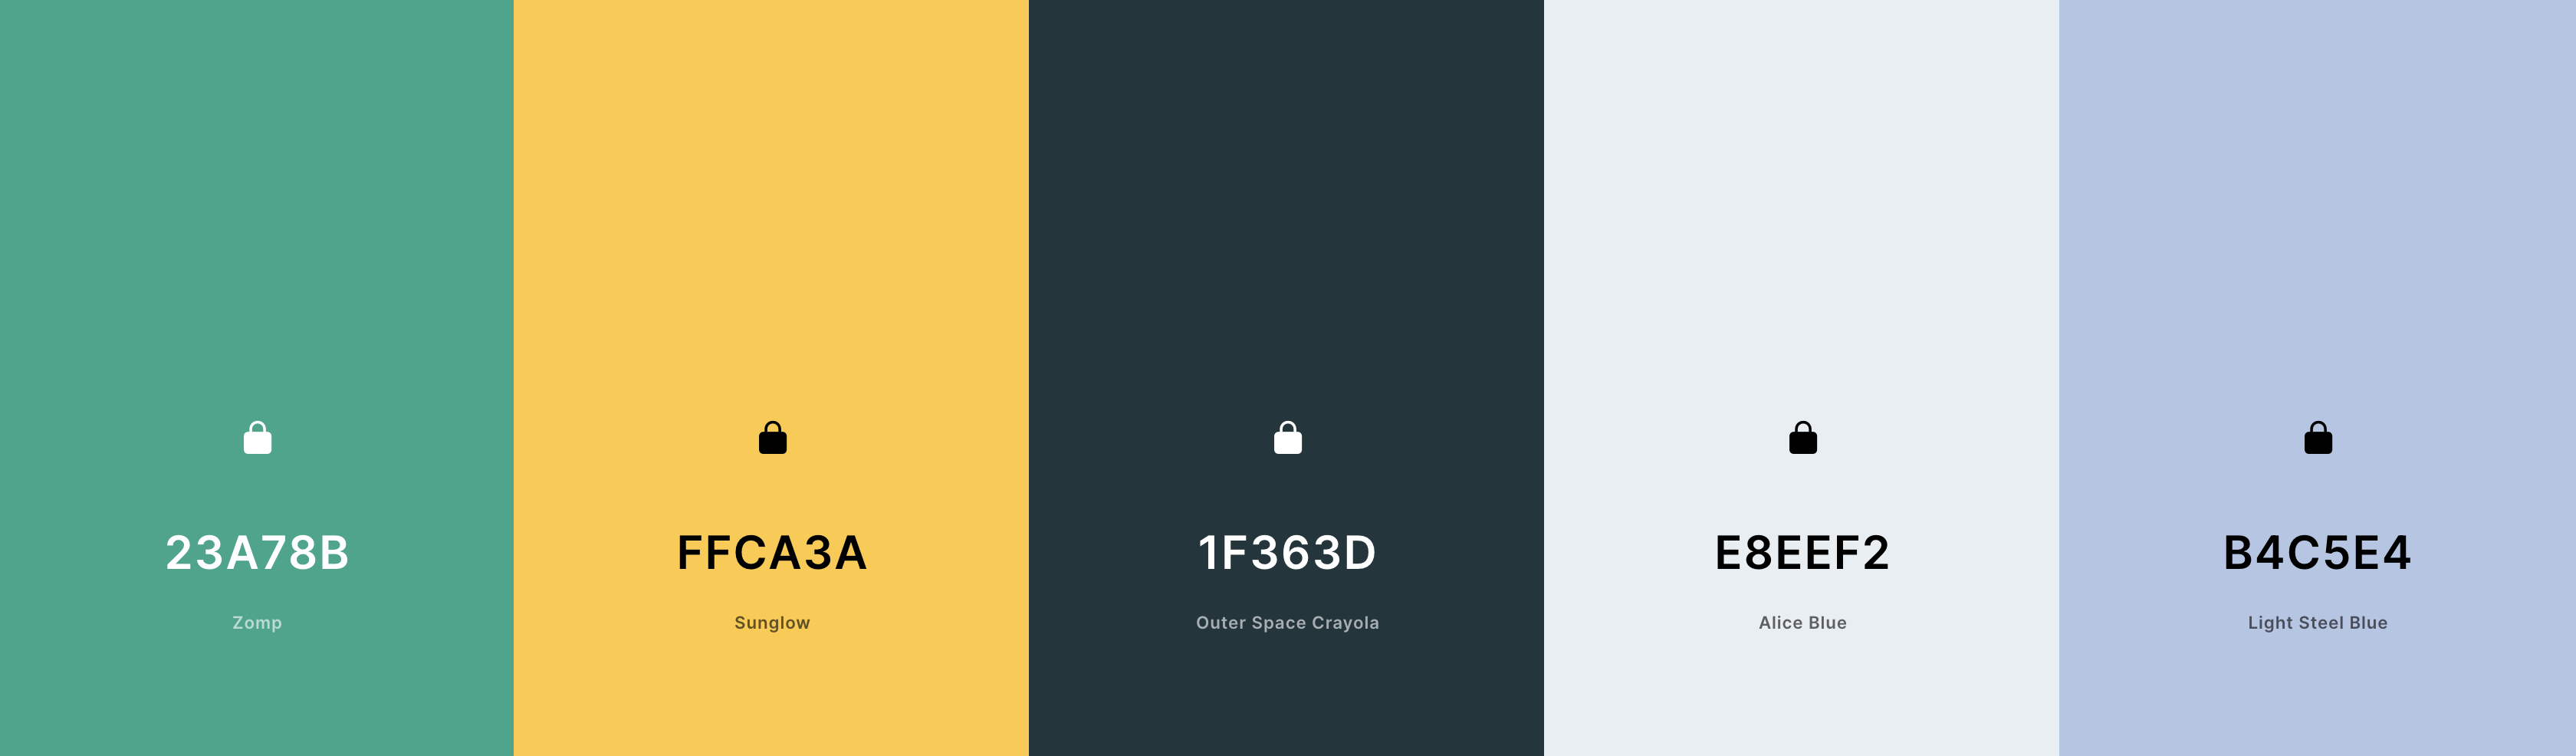 23A78B
Zomp
FFCA3A
Sunglow
1F363D
Outer Space Crayola
E8EEF2
Alice Blue
B4C5E4
Light Steel Blue